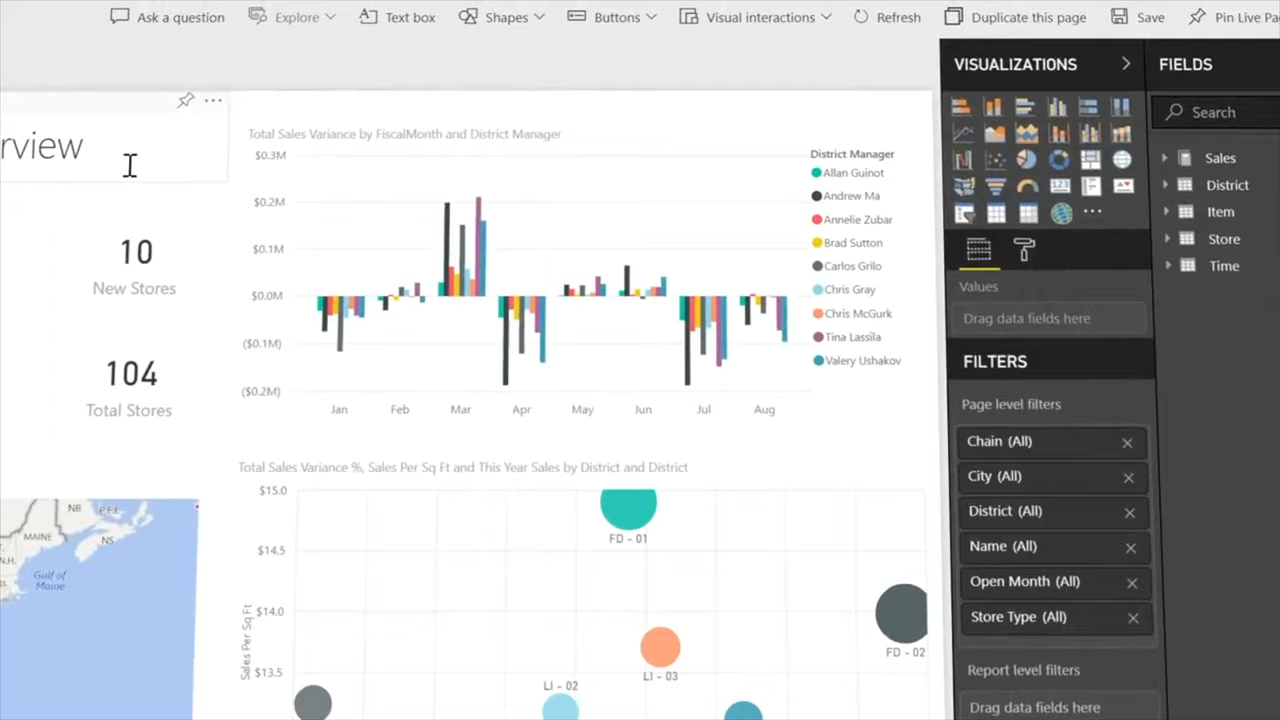 Ask a question
Explore
Text box
Shapes
Buttons
Visual interactions
Refresh
Duplicate this page
Save
Pin Live Pa
rview
10
New Stores
104
Total Stores
Total Sales Variance by FiscalMonth and District Manager
$0.3M
$0.2M
$0.1M
$0.0M
($0.1M)
($0.2M)
Jan Feb Mar Apr May Jun Jul Aug
District Manager
Allan Guinot
Andrew Ma
Annelie Zubar
Brad Sutton
Carlos Grilo
Chris Gray
Chris McGurk
Tina Lassila
Valery Ushakov
NB
P.E.I.
MAINE
NS
N.H.
Gulf of
Maine
Total Sales Variance %, Sales Per Sq Ft and This Year Sales by District and District
Sales Per Sq Ft
$15.0
$14.5
$14.0
$13.5
FD - 01
FD - 02
LI - 03
LI - 02
VISUALIZATIONS
123
Values
Drag data fields here
FILTERS
Page level filters
Chain (All)
City (All)
District (All)
Name (All)
Open Month (All)
Store Type (All)
Report level filters
Drag data fields here
FIELDS
Search
Sales
District
Item
Store
Time